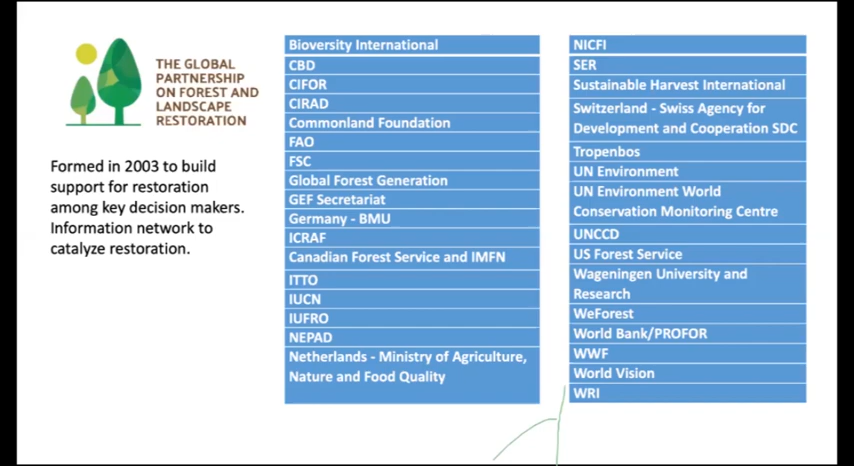 THE GLOBAL
PARTNERSHIP
ON FOREST AND
LANDSCAPE
RESTORATION
Formed in 2003 to build
support for restoration
among key decision makers.
Information network to
catalyze restoration.
Bioversity International
CBD
CIFOR
CIRAD
Commonland Foundation
FAO
FSC
Global Forest Generation
GEF Secretariat
Germany - BMU
ICRAF
Canadian Forest Service and IMFN
ITTO
IUCN
IUFRO
NEPAD
Netherlands - Ministry of Agriculture,
Nature and Food Quality
NICFI
SER
Sustainable Harvest International
Switzerland - Swiss Agency for
Development and Cooperation SDC
Tropenbos
UN Environment
UN Environment World
Conservation Monitoring Centre
UNCCD
US Forest Service
Wageningen University and
Research
WeForest
World Bank/PROFOR
WWF
World Vision
WRI